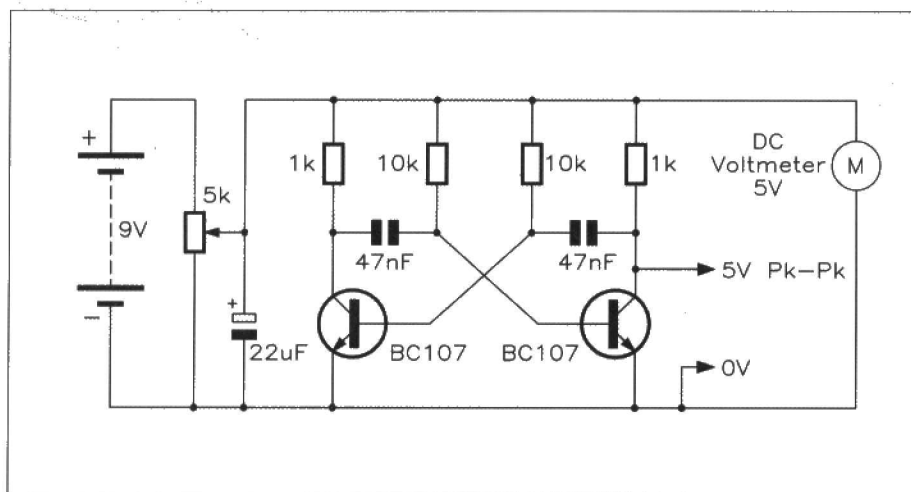 +
9V
−
5k
+
22uF
1k
10k
10k
1k
47nF
47nF
BC107
BC107
DC
Voltmeter
5V
M
5V Pk−Pk
0V